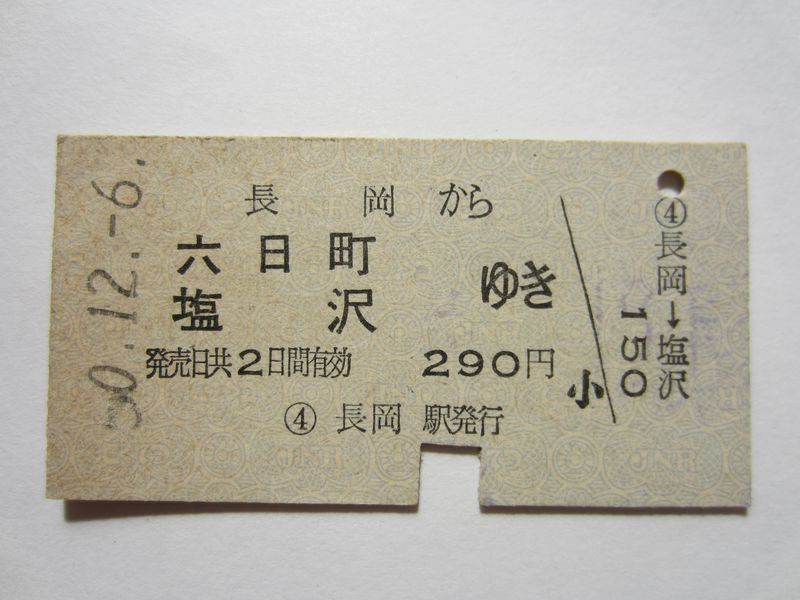 50.12.-6.
長岡から
六日町
塩沢 ゆき
発売日共2日間有効 290円
④ 長岡 駅発行
小
④長岡→塩沢
150